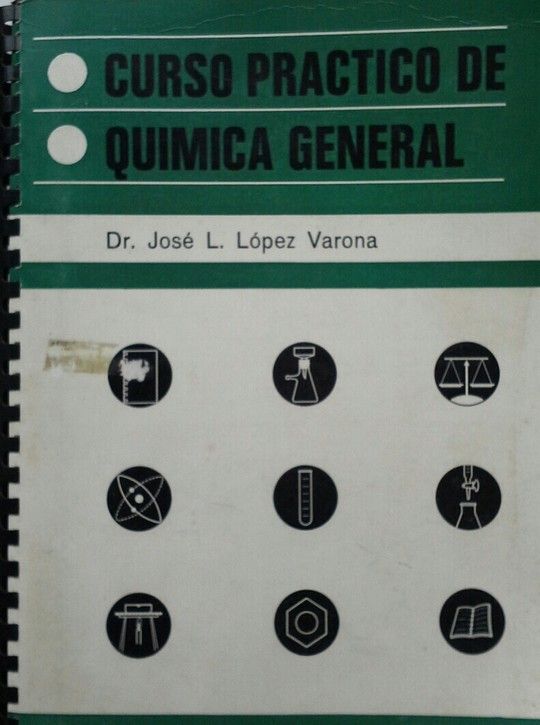 CURSO PRACTICO DE
QUIMICA GENERAL
Dr. José L. López Varona